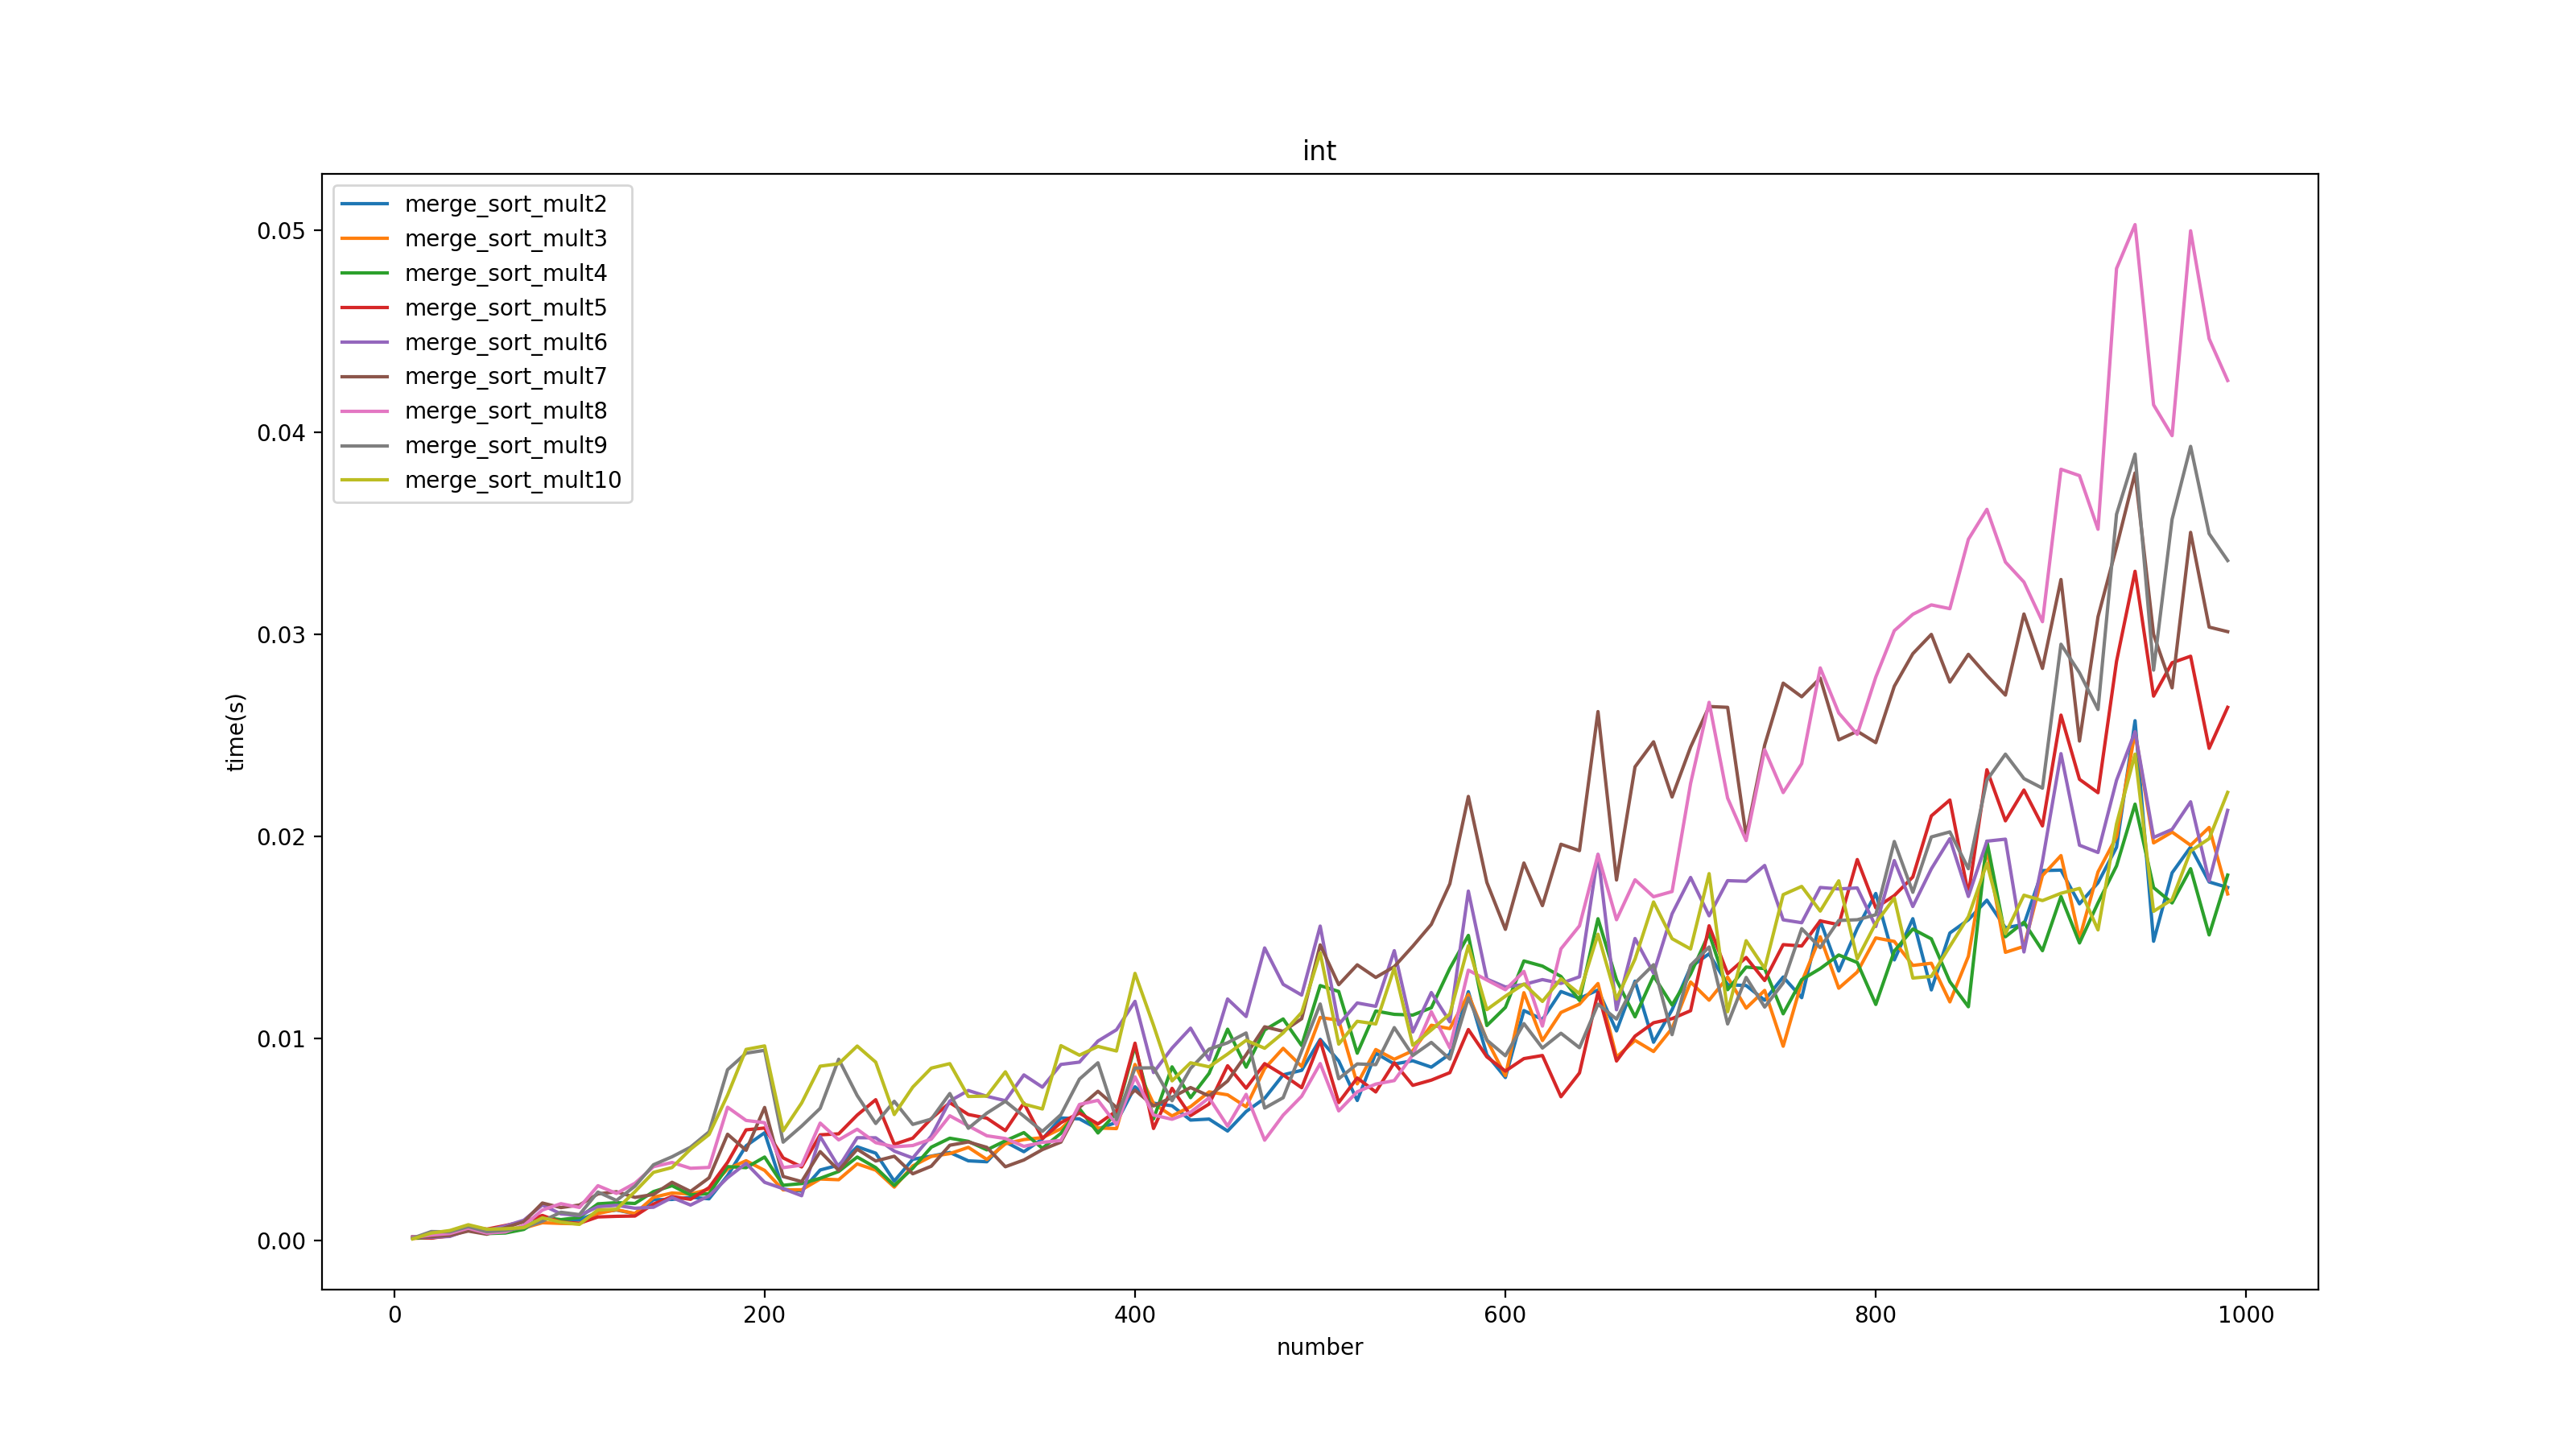 int
merge_sort_mult2
merge_sort_mult3
merge_sort_mult4
merge_sort_mult5
merge_sort_mult6
merge_sort_mult7
merge_sort_mult8
merge_sort_mult9
merge_sort_mult10
0.05
0.04
0.03
0.02
0.01
0.00
time(s)
0 200 400 600 800 1000
number